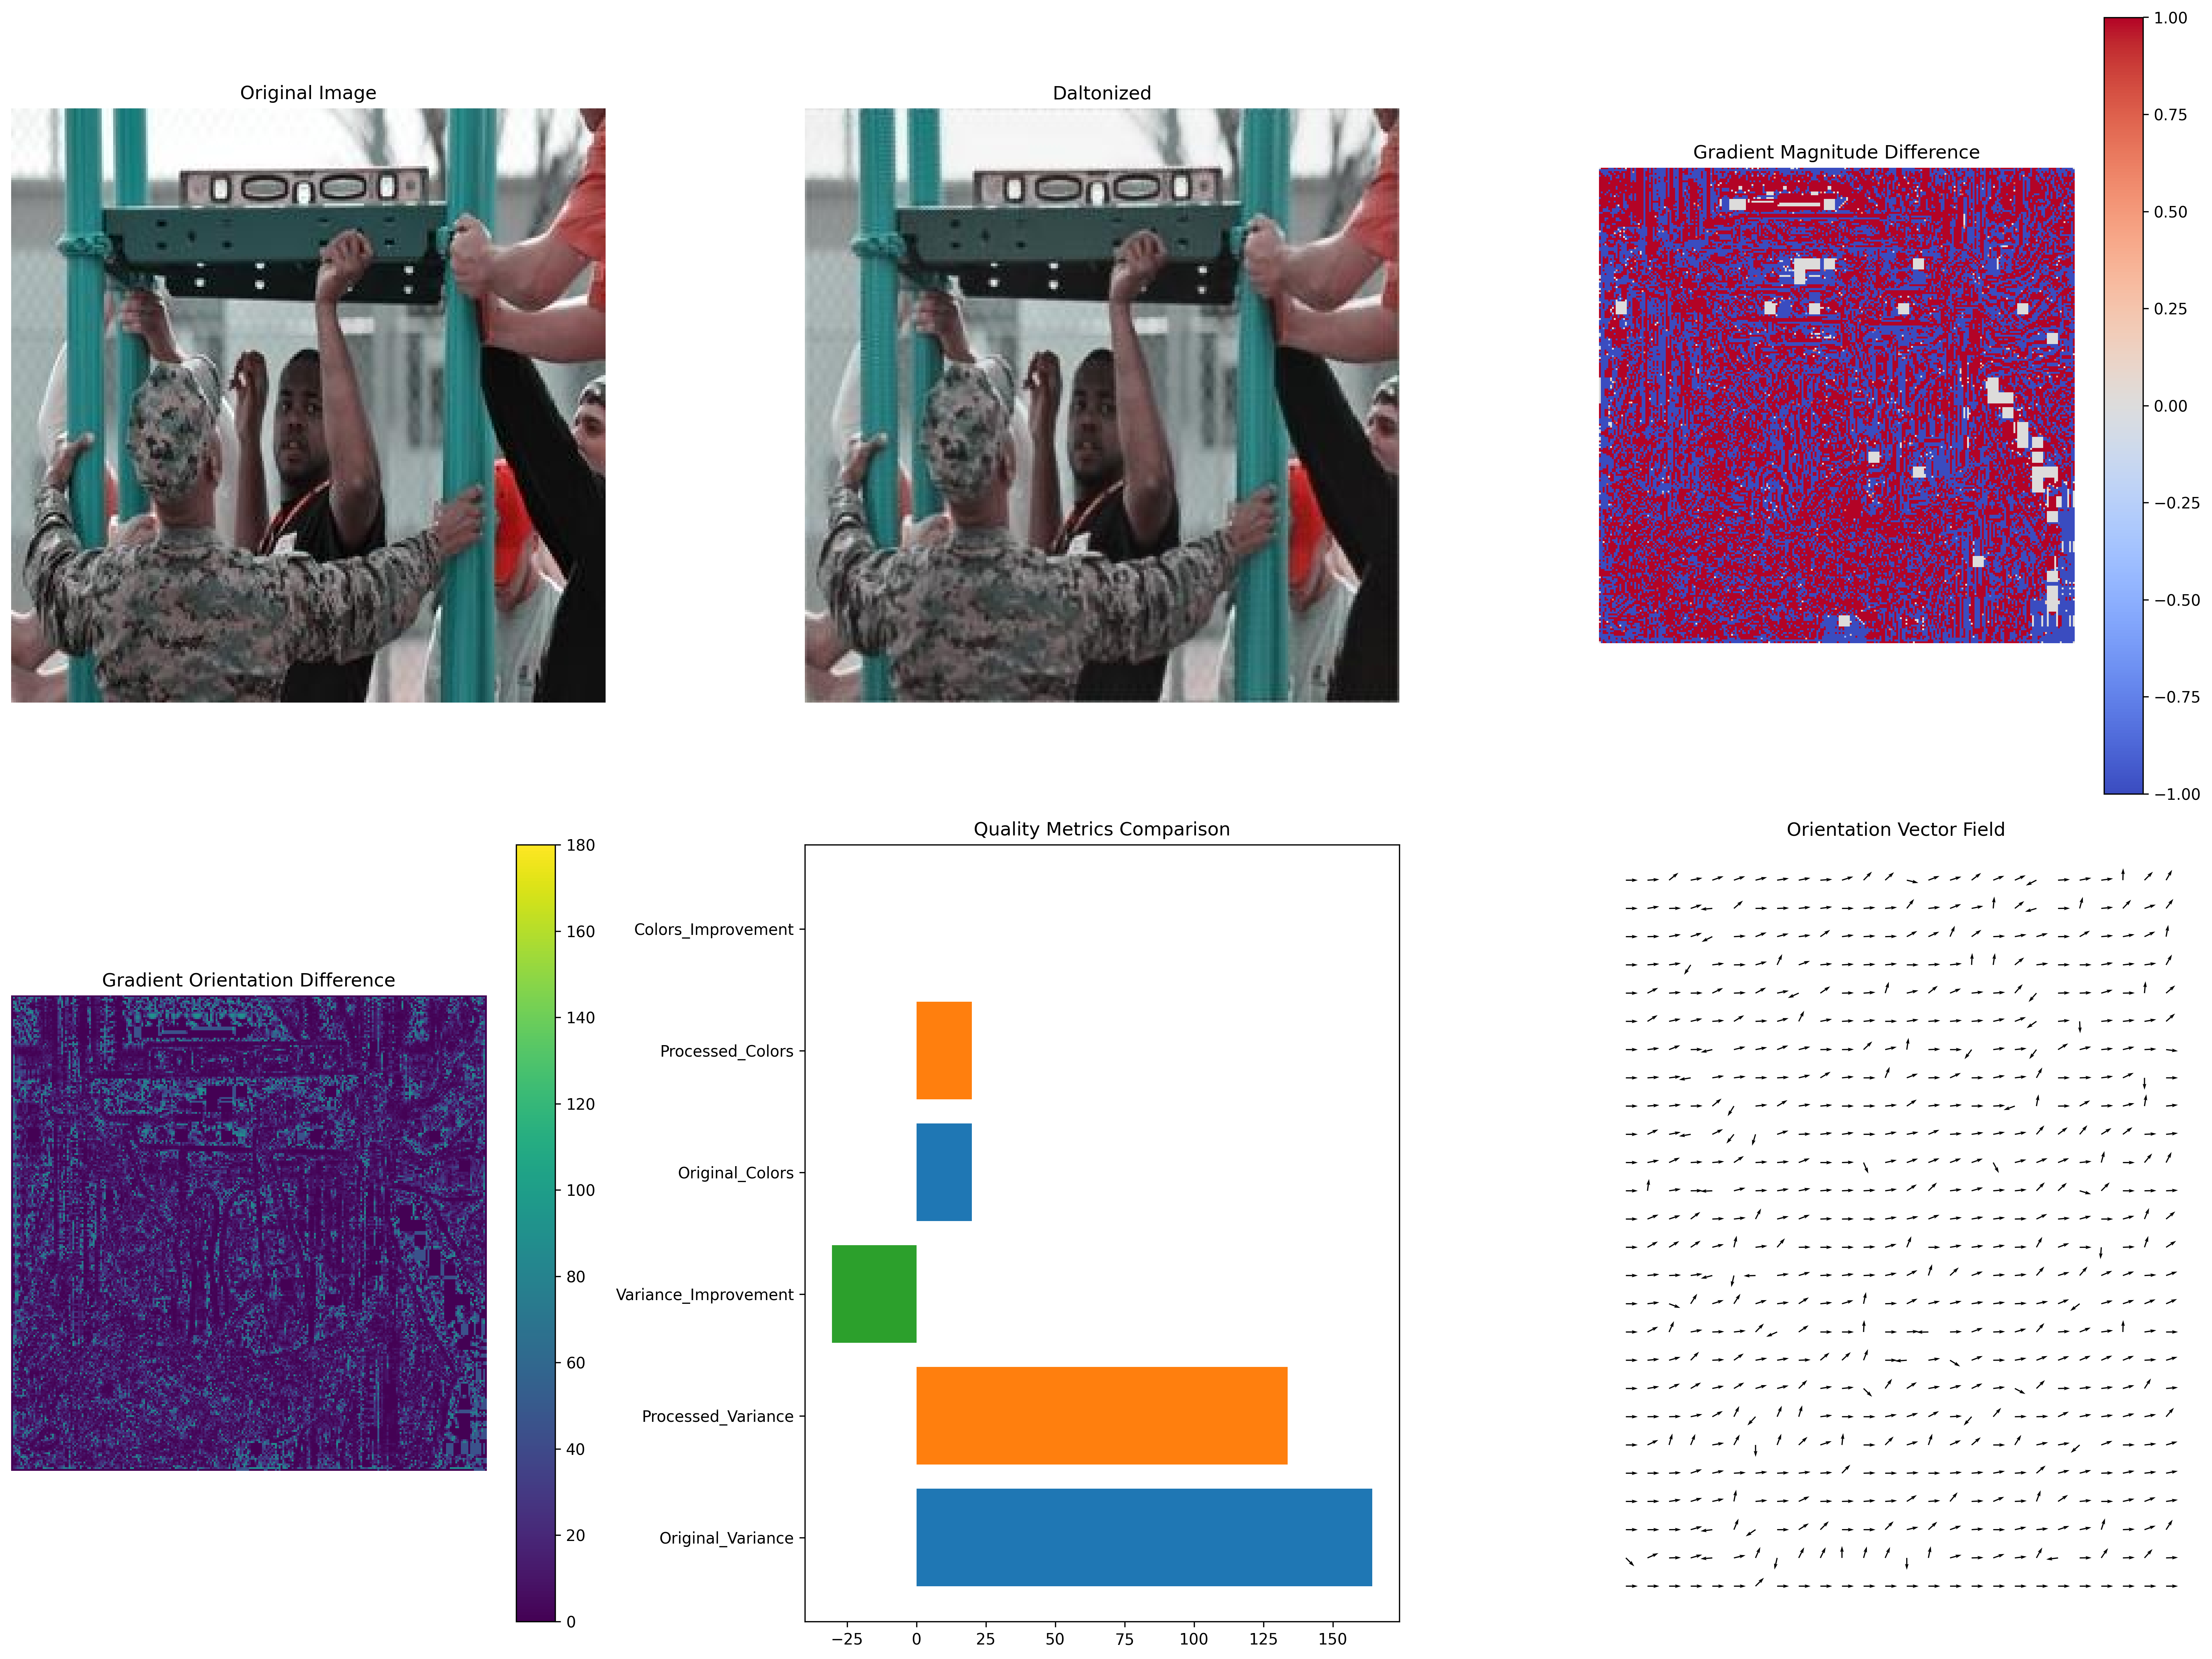 Original Image
Daltonized
Gradient Magnitude Difference
1.00
0.75
0.50
0.25
0.00
−0.25
−0.50
−0.75
−1.00
Gradient Orientation Difference
180
160
140
120
100
80
60
40
20
0
Quality Metrics Comparison
Colors_Improvement
Processed_Colors
Original_Colors
Variance_Improvement
Processed_Variance
Original_Variance
−25 0 25 50 75 100 125 150
Orientation Vector Field